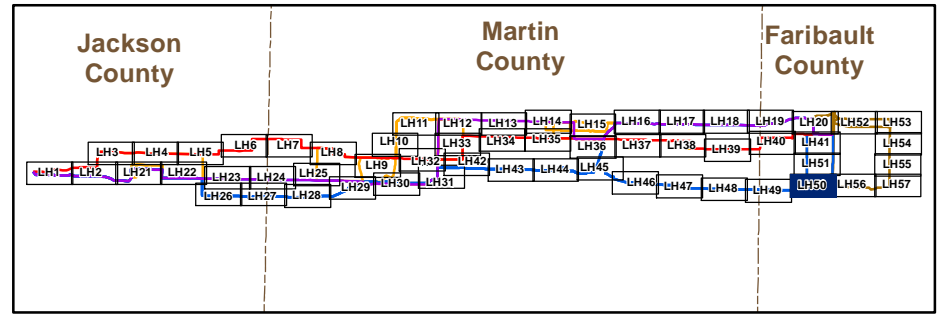 Jackson
County
Martin
County
Faribault
County
LH11 LH12 LH13 LH14 LH15 LH16 LH17 LH18 LH19 LH20 LH52 LH53
LH3 LH4 LH5 LH6 LH7 LH8 LH10 LH33 LH34 LH35 LH36 LH37 LH38 LH39 LH40 LH41 LH54
LH1 LH2 LH21 LH22 LH23 LH24 LH25 LH9 LH32 LH42 LH43 LH44 LH45 LH51 LH55
LH26 LH27 LH28 LH29 LH30 LH31 LH46 LH47 LH48 LH49 LH50 LH56 LH57